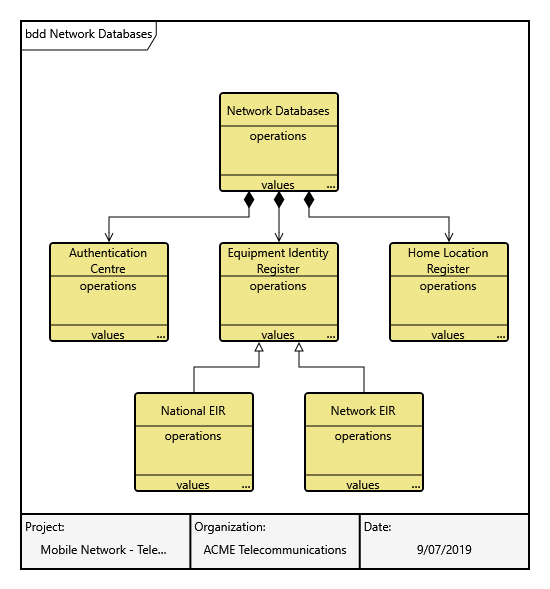 bdd Network Databases
Network Databases
operations
values ...
Authentication
Centre
operations
values ...
Equipment Identity
Register
operations
values ...
Home Location
Register
operations
values ...
National EIR
operations
values ...
Network EIR
operations
values ...
Project:
Mobile Network - Tele...
Organization:
ACME Telecommunications
Date:
9/07/2019